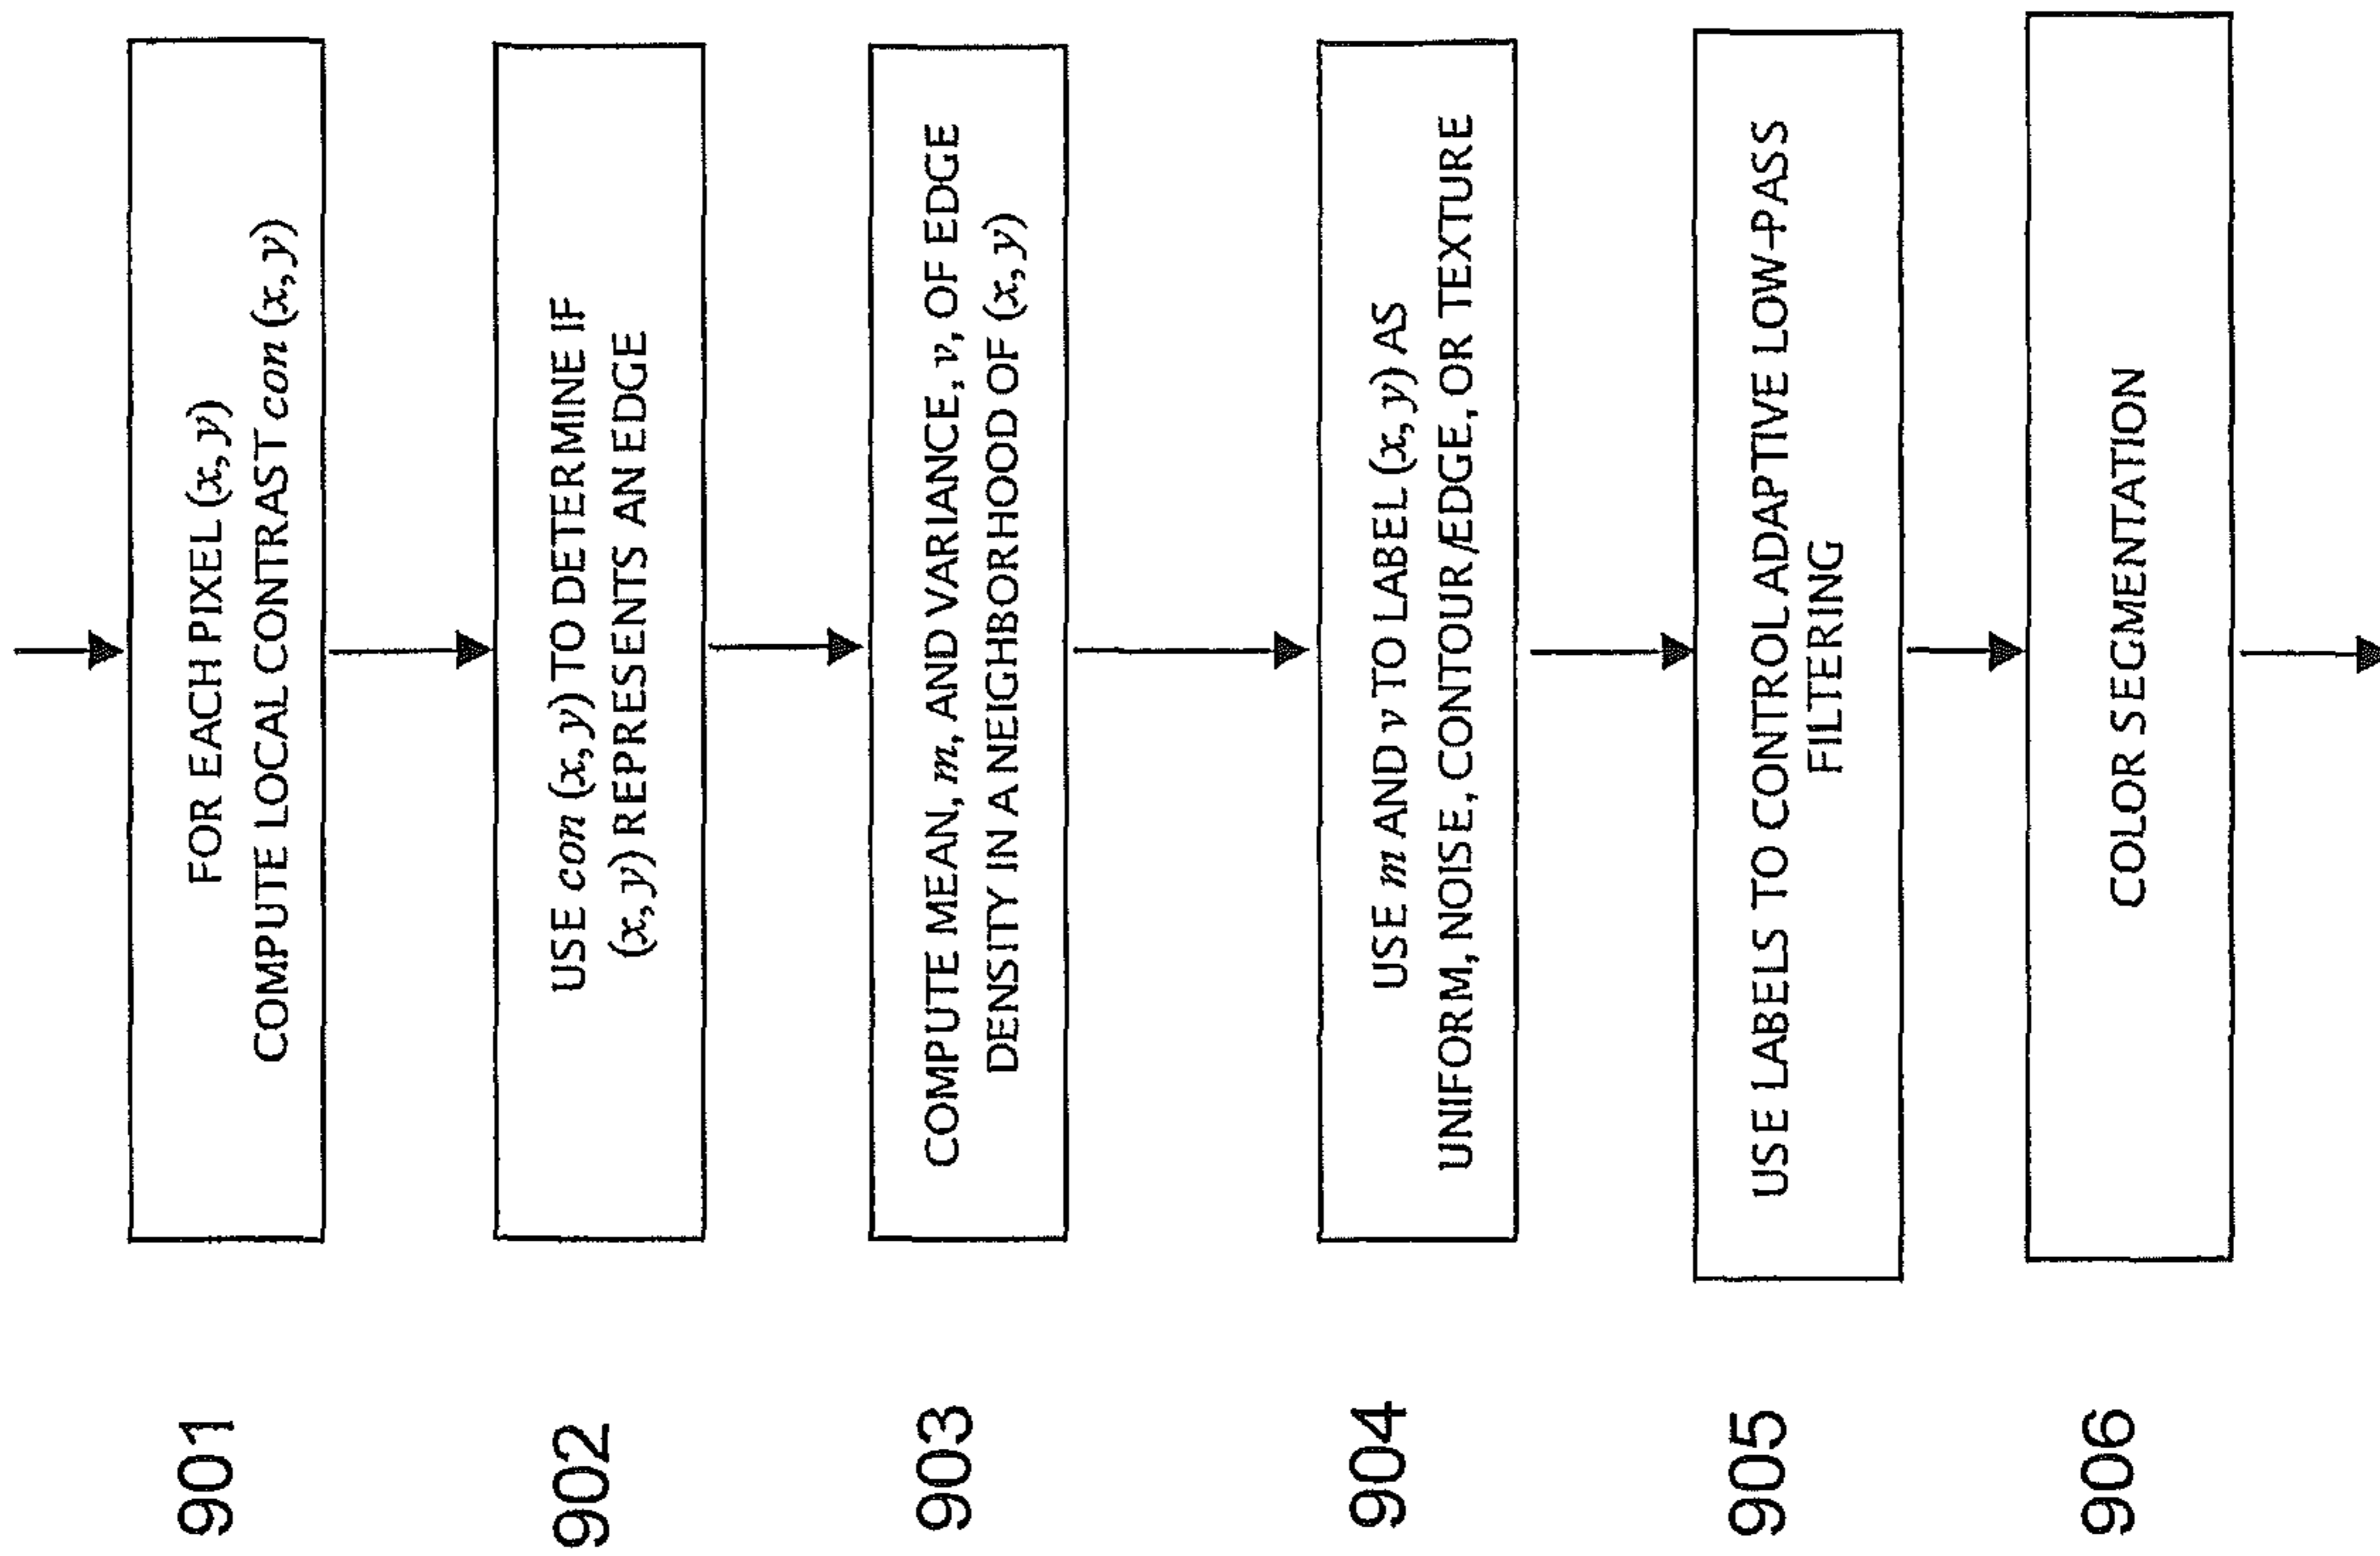 901
FOR EACH PIXEL (x, y)
COMPUTE LOCAL CONTRAST con (x, y)
902
USE con (x, y) TO DETERMINE IF
(x, y) REPRESENTS AN EDGE
903
COMPUTE MEAN, m, AND VARIANCE, v, OF EDGE
DENSITY IN A NEIGHBORHOOD OF (x, y)
904
USE m AND v TO LABEL (x, y) AS
UNIFORM, NOISE, CONTOUR/EDGE, OR TEXTURE
905
USE LABELS TO CONTROL ADAPTIVE LOW-PASS
FILTERING
906
COLOR SEGMENTATION